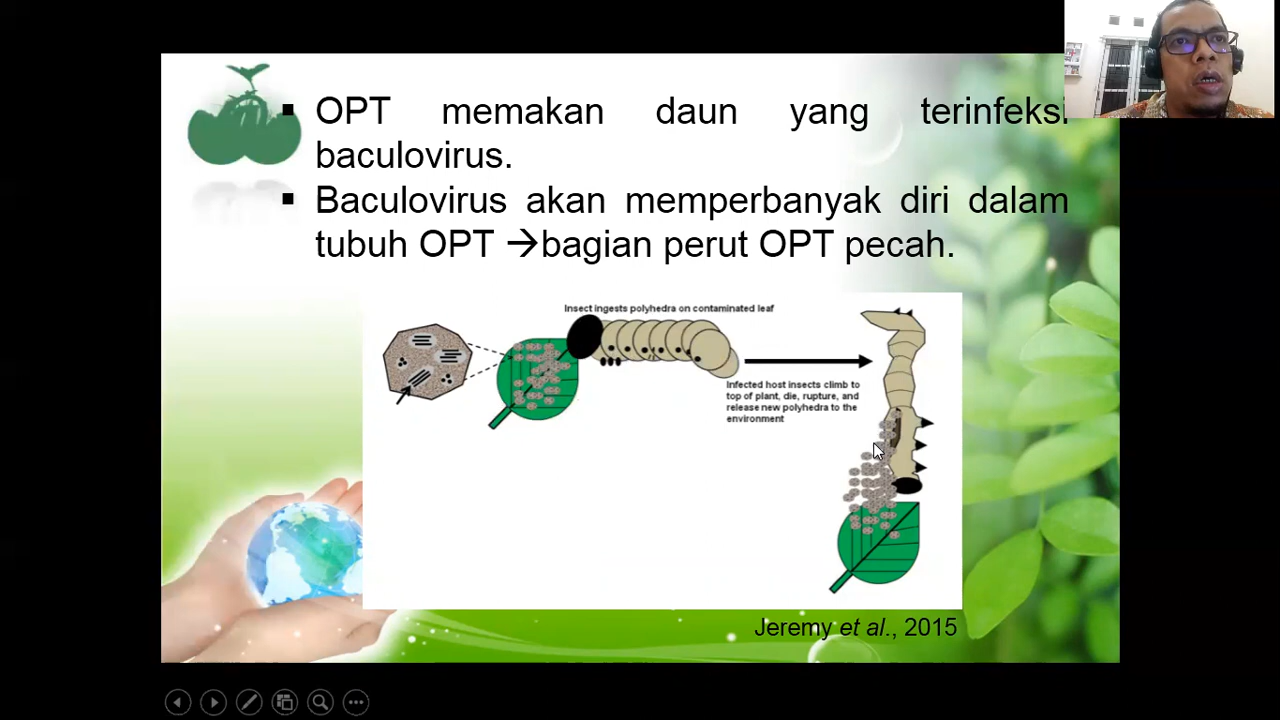 OPT memakan daun yang terinfeksi
baculovirus.
Baculovirus akan memperbanyak diri dalam
tubuh OPT →bagian perut OPT pecah.
Insect ingests polyhedra on contaminated leaf
Infected host insects climb to
top of plant, die, rupture, and
release new polyhedra to the
environment
Jeremy et al., 2015